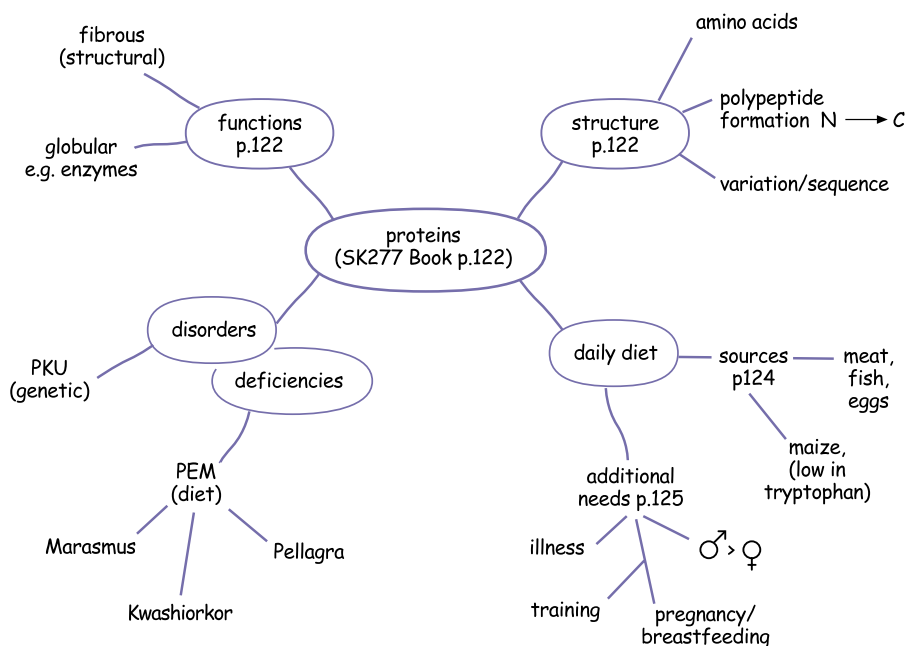 fibrous
(structural)
globular
e.g. enzymes
functions
p.122
structure
p.122
amino acids
polypeptide
formation N → C
variation/sequence
proteins
(SK277 Book p.122)
disorders
deficiencies
PKU
(genetic)
PEM
(diet)
Marasmus
Kwashiorkor
Pellagra
daily diet
sources
p124
meat,
fish,
eggs
maize,
(low in
tryptophan)
additional
needs p.125
illness
♂ > ♀
training
pregnancy/
breastfeeding